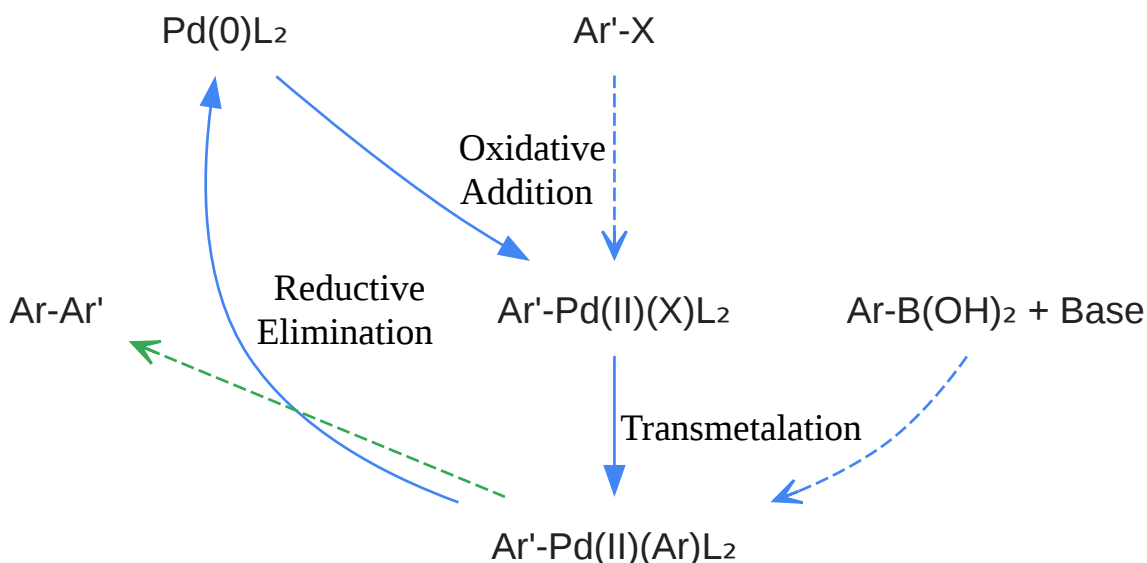 Pd(0)L₂
Ar'-X
Oxidative
Addition
Reductive
Elimination
Ar-Ar'
Ar'-Pd(II)(X)L₂
Ar-B(OH)₂ + Base
Transmetalation
Ar'-Pd(II)(Ar)L₂